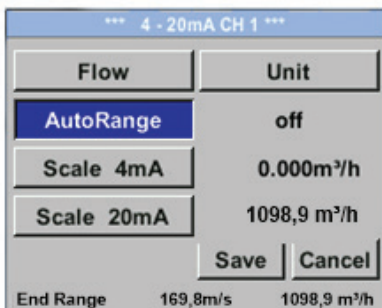 *** 4 - 20mA CH 1 ***
Flow Unit
AutoRange off
Scale 4mA 0.000m³/h
Scale 20mA 1098,9 m³/h
Save Cancel
End Range 169,8m/s 1098,9 m³/h